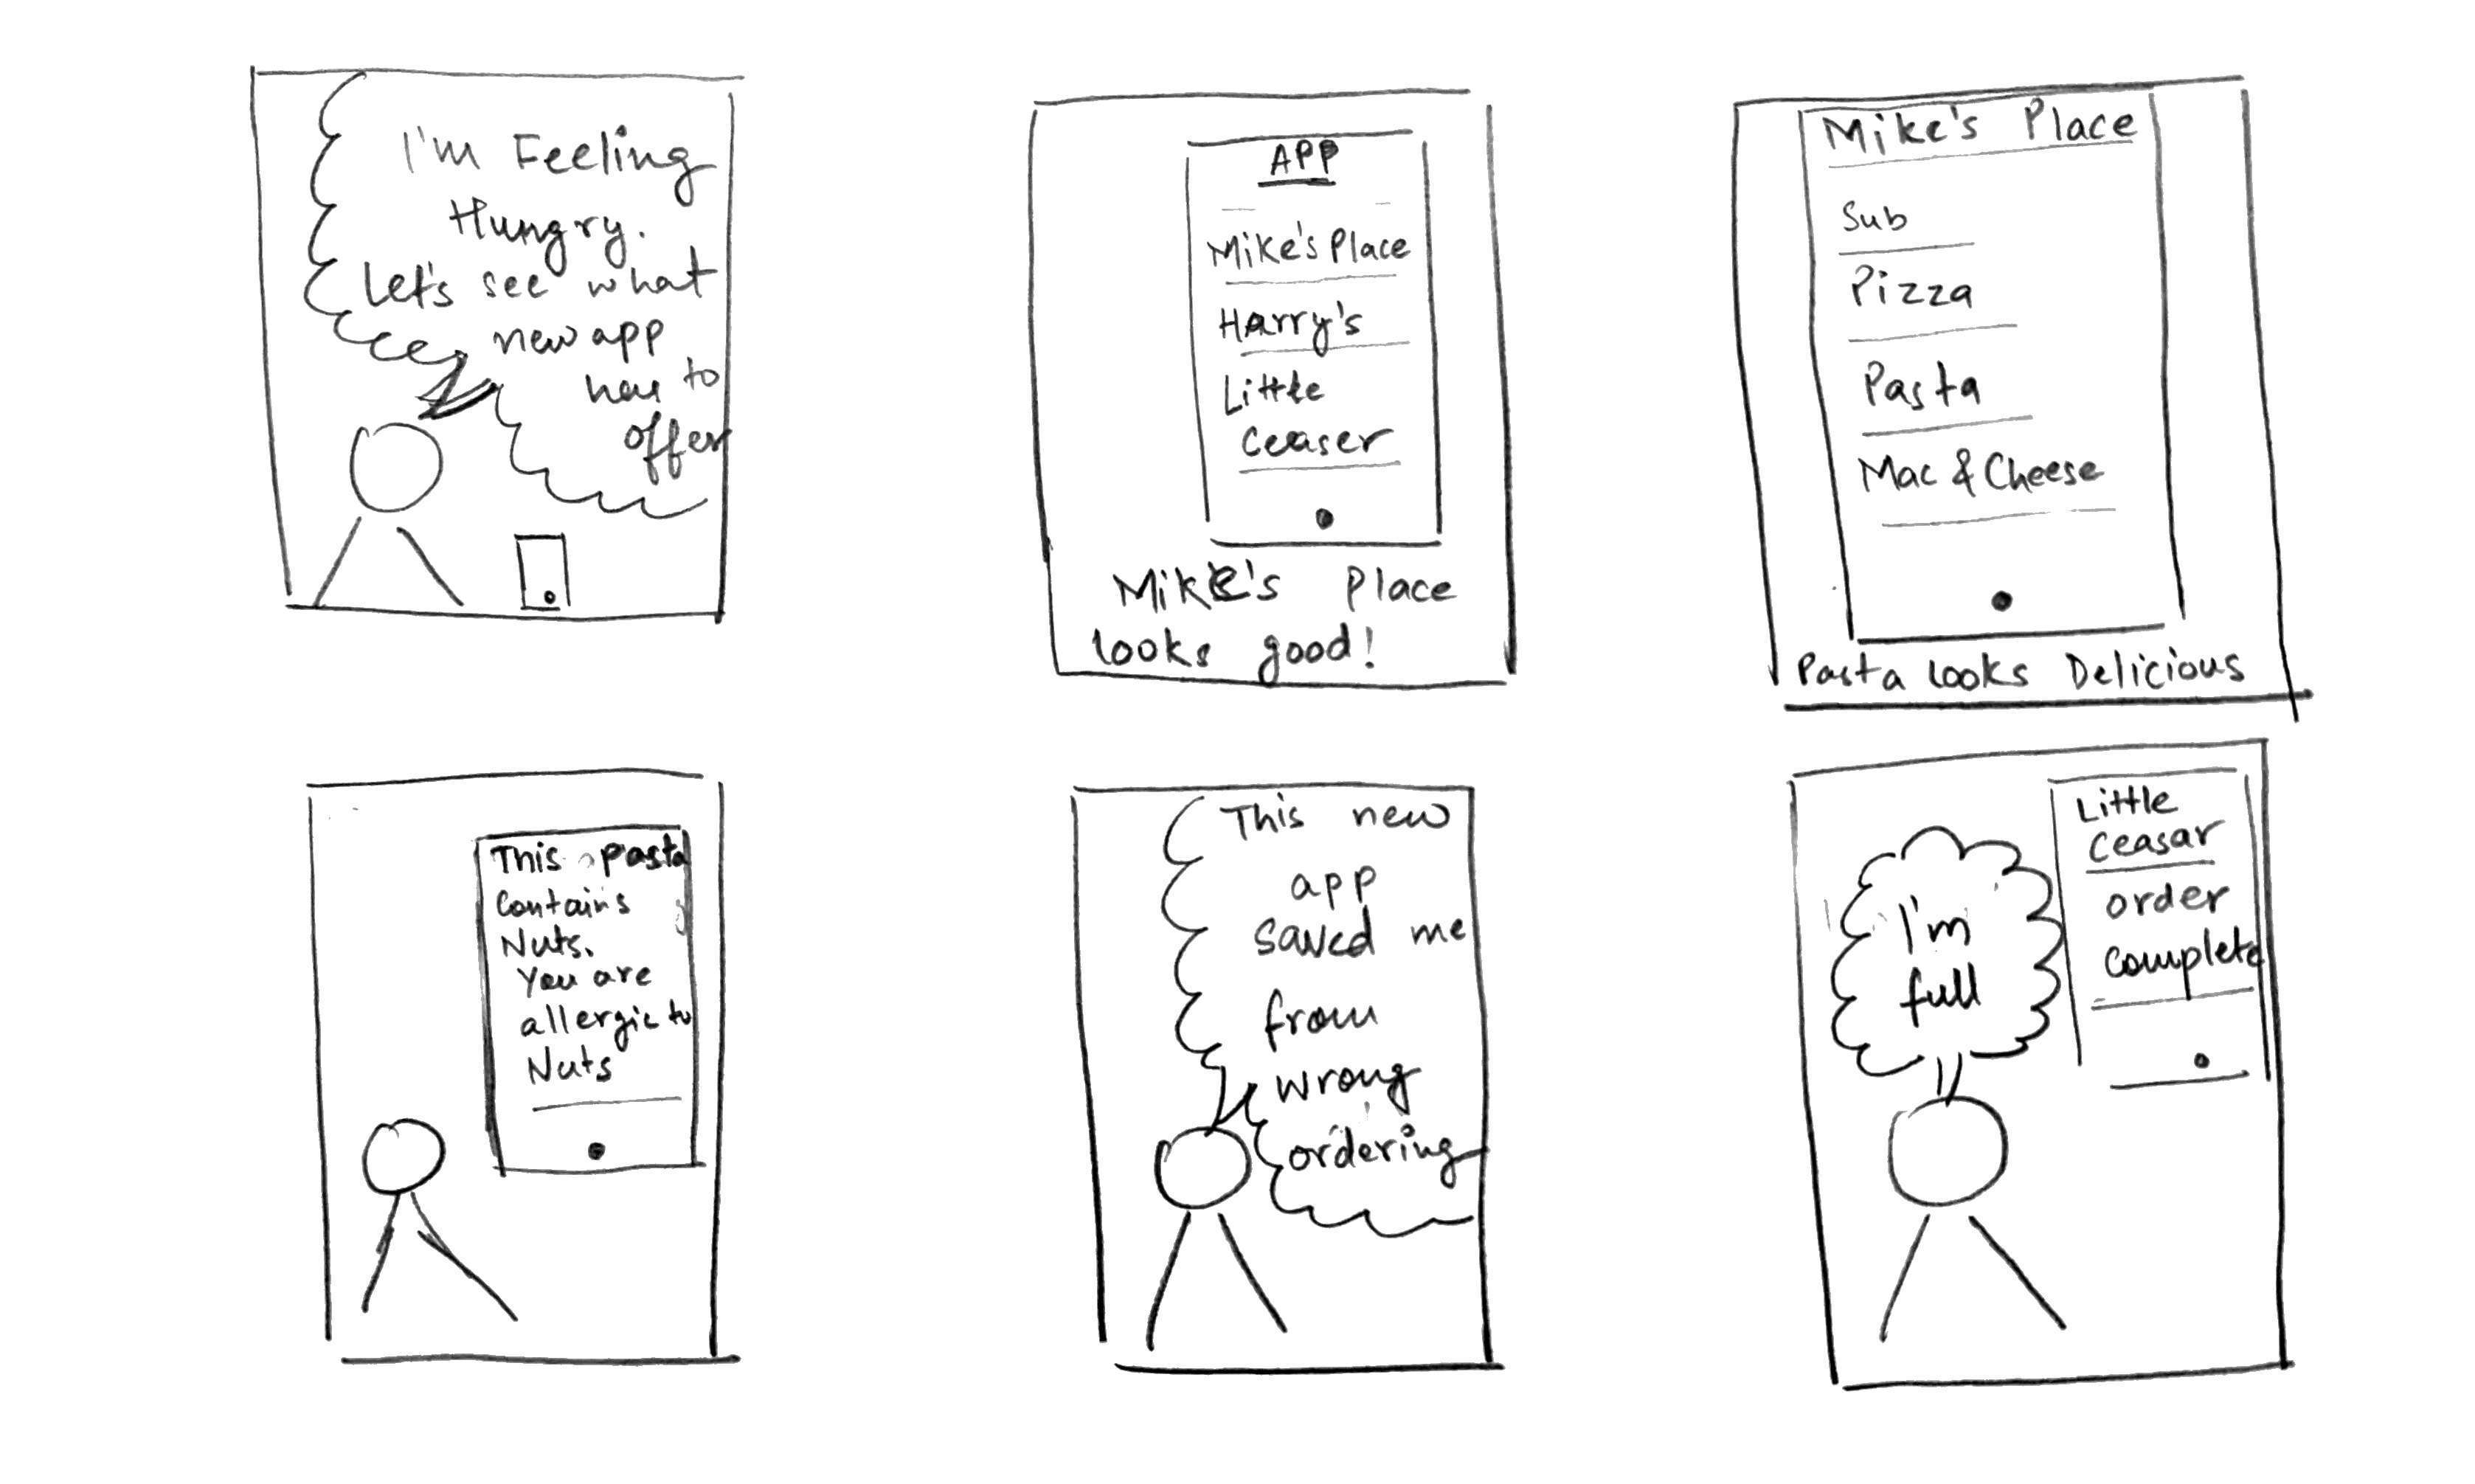 I'm Feeling
Hungry.
Let's see what
new app
has to
offer
APP
Mike's Place
Harry's
Little
Ceaser
Mike's Place
looks good!
Mike's Place
Sub
Pizza
Pasta
Mac & Cheese
Pasta looks Delicious
This pasta
Contains
Nuts.
You are
allergic to
Nuts
This new
app
saved me
from
wrong
ordering
I'm
full
Little
Ceasar
order
complete